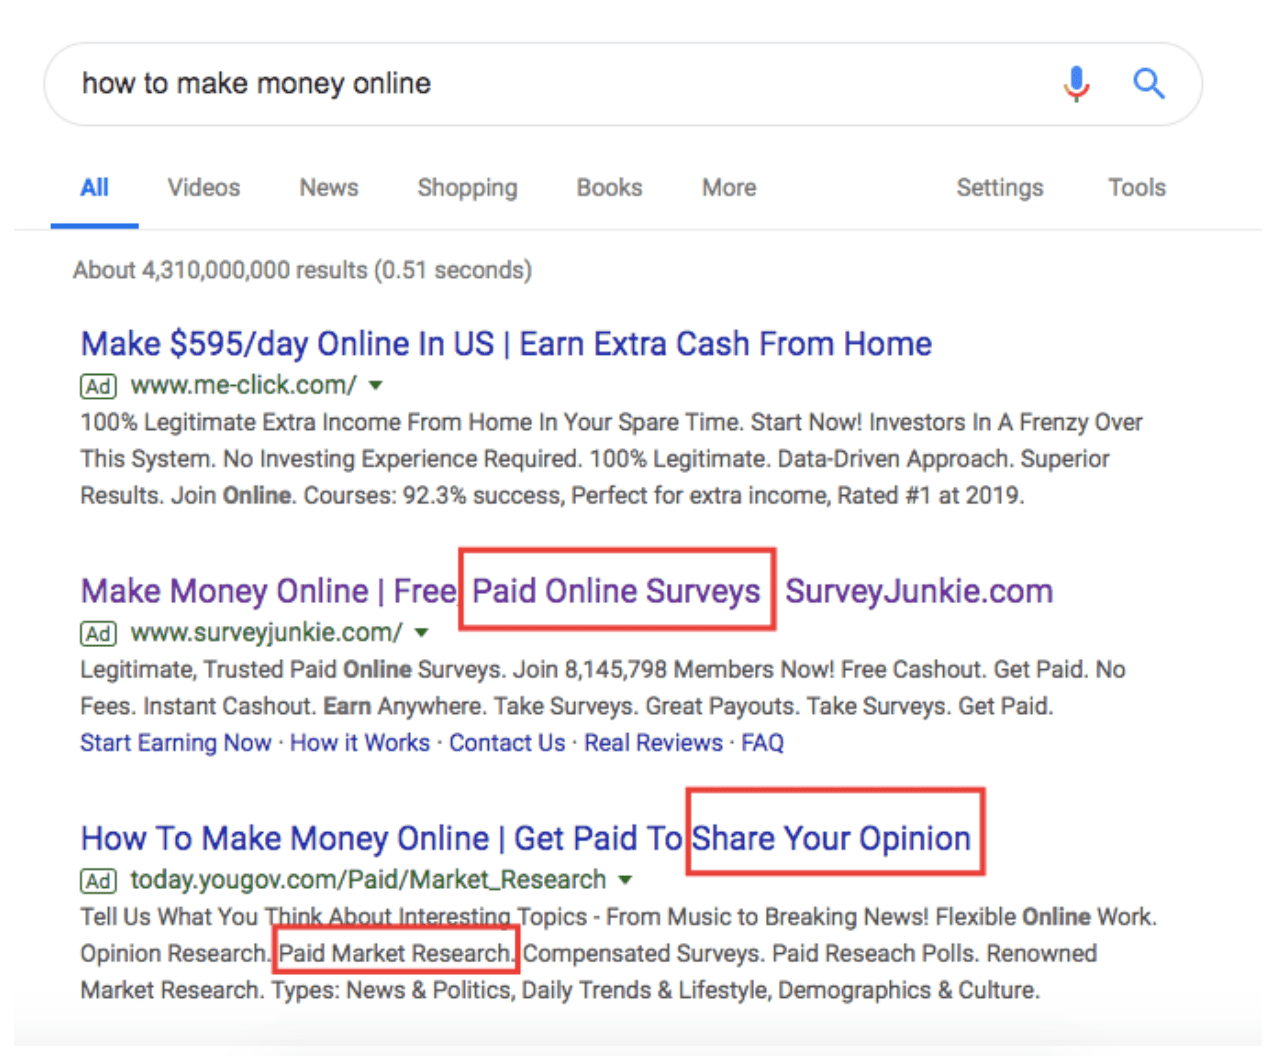 how to make money online
All Videos News Shopping Books More Settings Tools
About 4,310,000,000 results (0.51 seconds)
Make $595/day Online In US | Earn Extra Cash From Home
Ad www.me-click.com/
100% Legitimate Extra Income From Home In Your Spare Time. Start Now! Investors In A Frenzy Over
This System. No Investing Experience Required. 100% Legitimate. Data-Driven Approach. Superior
Results. Join Online. Courses: 92.3% success, Perfect for extra income, Rated #1 at 2019.
Make Money Online | Free Paid Online Surveys SurveyJunkie.com
Ad www.surveyjunkie.com/
Legitimate, Trusted Paid Online Surveys. Join 8,145,798 Members Now! Free Cashout. Get Paid. No
Fees. Instant Cashout. Earn Anywhere. Take Surveys. Great Payouts. Take Surveys. Get Paid.
Start Earning Now · How it Works · Contact Us · Real Reviews · FAQ
How To Make Money Online | Get Paid To Share Your Opinion
Ad today.yougov.com/Paid/Market_Research
Tell Us What You Think About Interesting Topics - From Music to Breaking News! Flexible Online Work.
Opinion Research. Paid Market Research. Compensated Surveys. Paid Reseach Polls. Renowned
Market Research. Types: News & Politics, Daily Trends & Lifestyle, Demographics & Culture.